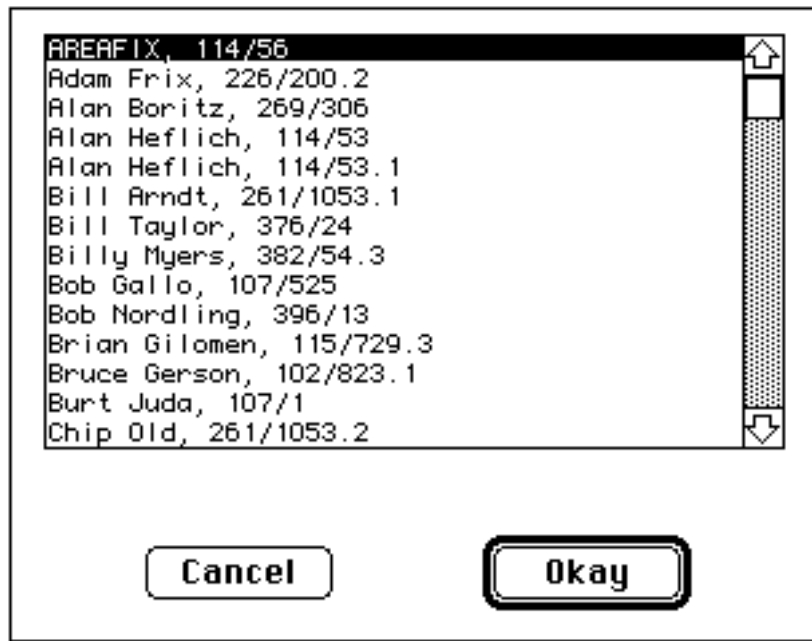 AREAFIX, 114/56
Adam Frix, 226/200.2
Alan Boritz, 269/306
Alan Heflich, 114/53
Alan Heflich, 114/53.1
Bill Arndt, 261/1053.1
Bill Taylor, 376/24
Billy Myers, 382/54.3
Bob Gallo, 107/525
Bob Nordling, 396/13
Brian Gilomen, 115/729.3
Bruce Gerson, 102/823.1
Burt Juda, 107/1
Chip Old, 261/1053.2
Cancel
Okay